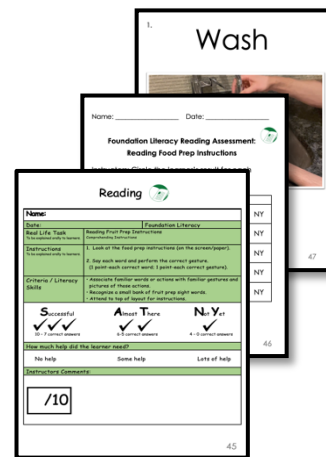 1.
Wash
47
Name: Date:
Foundation Literacy Reading Assessment:
Reading Food Prep Instructions
NY
NY
NY
NY
NY
46
Reading
Name:
Date: Foundation Literacy
Real Life Task Reading Fruit Prep Instructions
To be explained orally to learners
Instructions 1. Look at the food prep instructions (on the screen/paper).
To be explained orally to learners
2. Say each word and perform the correct gesture.
(1 point-each correct word; 1 point-each correct gesture).
Criteria / Literacy Skills
• Associate familiar words or actions with familiar gestures and
pictures of these actions
• Recognize a small bank of fruit prep sight words.
• Attend to top of layout for instructions
Successful Almost There Not Yet
10 - 7 correct answers 6-5 correct answers 4 - 0 correct answers
How much help did the learner need?
No help Some help Lots of help
Instructors Comments:
/10
45